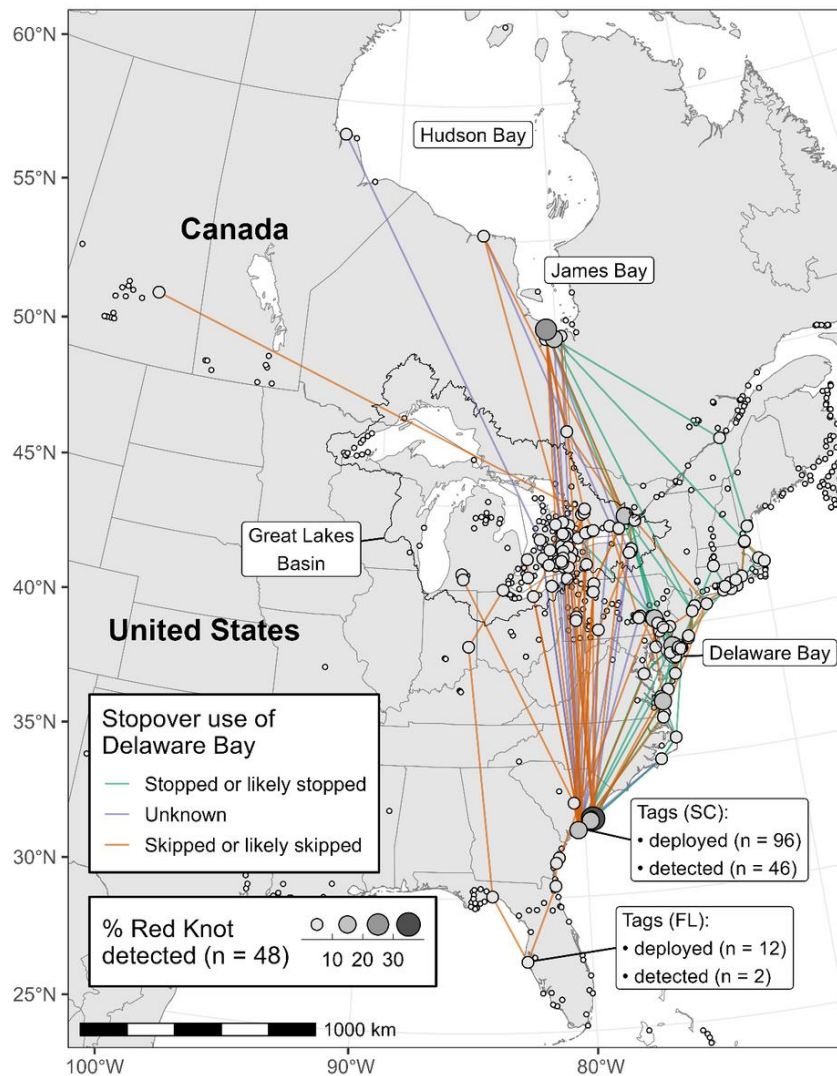 60°N
55°N
50°N
45°N
40°N
35°N
30°N
25°N
Hudson Bay
Canada
James Bay
Great Lakes
Basin
United States
Delaware Bay
Stopover use of
Delaware Bay
Stopped or likely stopped
Unknown
Skipped or likely skipped
Tags (SC):
• deployed (n = 96)
• detected (n = 46)
% Red Knot
detected (n = 48)
10 20 30
Tags (FL):
• deployed (n = 12)
• detected (n = 2)
1000 km
100°W
90°W
80°W